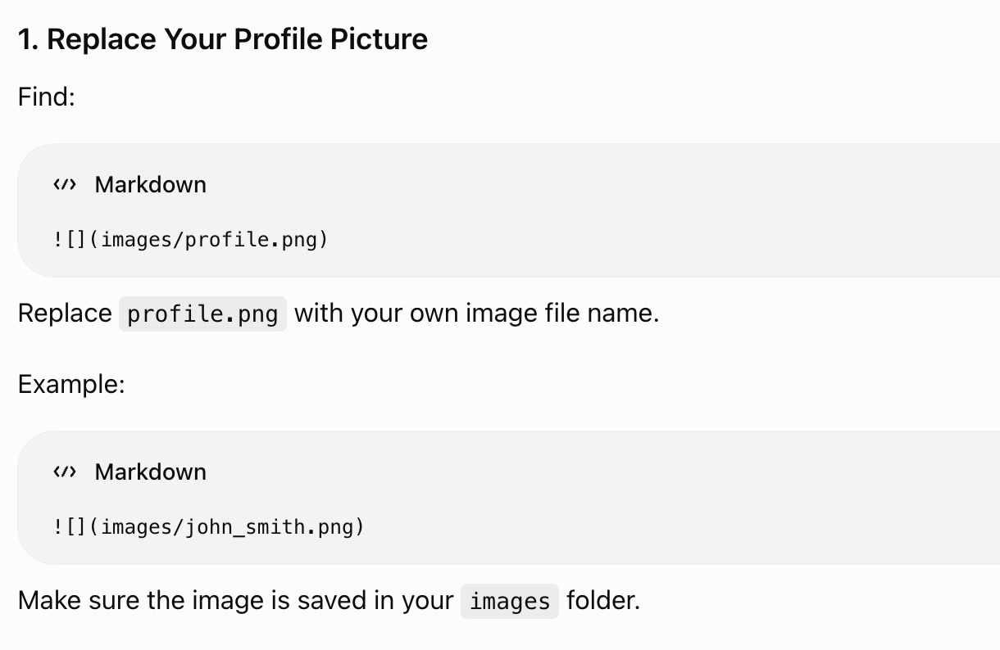 1. Replace Your Profile Picture
Find:
Markdown
![](images/profile.png)
Replace profile.png with your own image file name.
Example:
Markdown
![](images/john_smith.png)
Make sure the image is saved in your images folder.